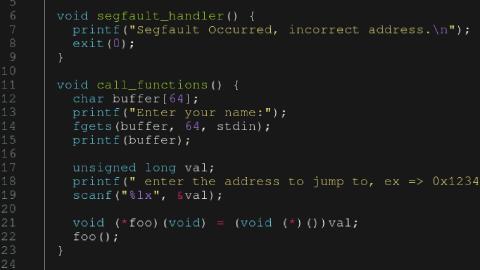 5
6 void segfault_handler() {
7 printf("Segfault Occurred, incorrect address.\n");
8 exit(0);
9 }
10
11 void call_functions() {
12 char buffer[64];
13 printf("Enter your name:");
14 fgets(buffer, 64, stdin);
15 printf(buffer);
16
17 unsigned long val;
18 printf(" enter the address to jump to, ex => 0x1234
19 scanf("%lx", &val);
20
21 void (*foo)(void) = (void (*)())val;
22 foo();
23 }
24